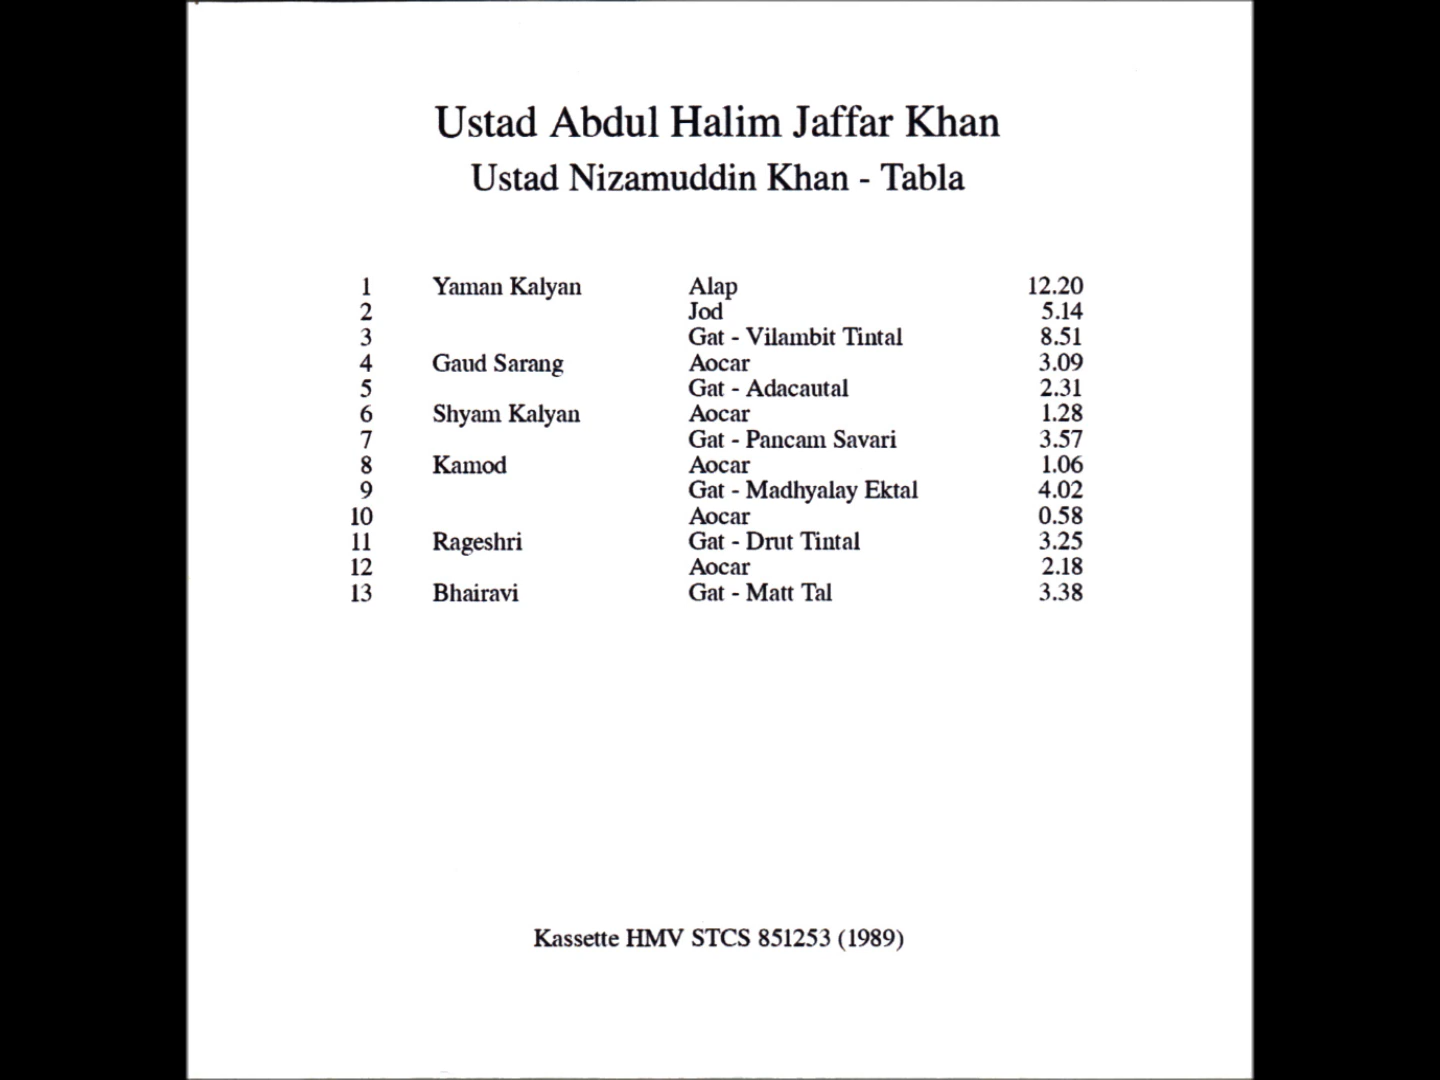 Ustad Abdul Halim Jaffar Khan
Ustad Nizamuddin Khan - Tabla
1 Yaman Kalyan Alap 12.20
2 Jod 5.14
3 Gat - Vilambit Tintal 8.51
4 Gaud Sarang Aocar 3.09
5 Gat - Adacautal 2.31
6 Shyam Kalyan Aocar 1.28
7 Gat - Pancam Savari 3.57
8 Kamod Aocar 1.06
9 Gat - Madhyalay Ektal 4.02
10 Aocar 0.58
11 Rageshri Gat - Drut Tintal 3.25
12 Aocar 2.18
13 Bhairavi Gat - Matt Tal 3.38
Kassette HMV STCS 851253 (1989)